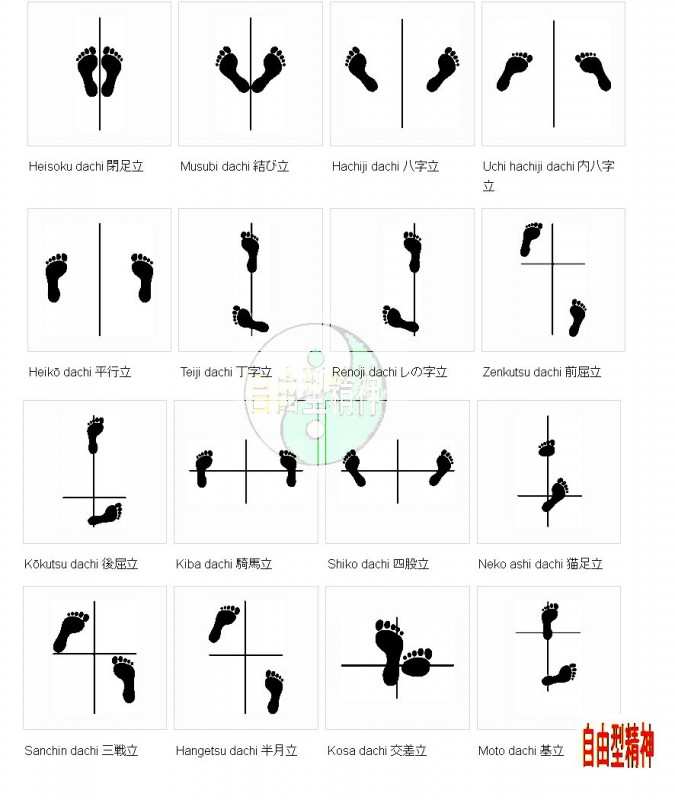 Heisoku dachi 閉足立
Musubi dachi 結び立
Hachiji dachi 八字立
Uchi hachiji dachi 内八字
立
Heikō dachi 平行立
Teiji dachi 丁字立
Renoji dachi レの字立
Zenkutsu dachi 前屈立
自由型精神
Kōkutsu dachi 後屈立
Kiba dachi 騎馬立
Shiko dachi 四股立
Neko ashi dachi 猫足立
Sanchin dachi 三戦立
Hangetsu dachi 半月立
Kosa dachi 交差立
Moto dachi 基立
自由型精神